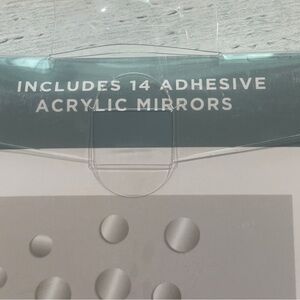 INCLUDES 14 ADHESIVE
ACRYLIC MIRRORS